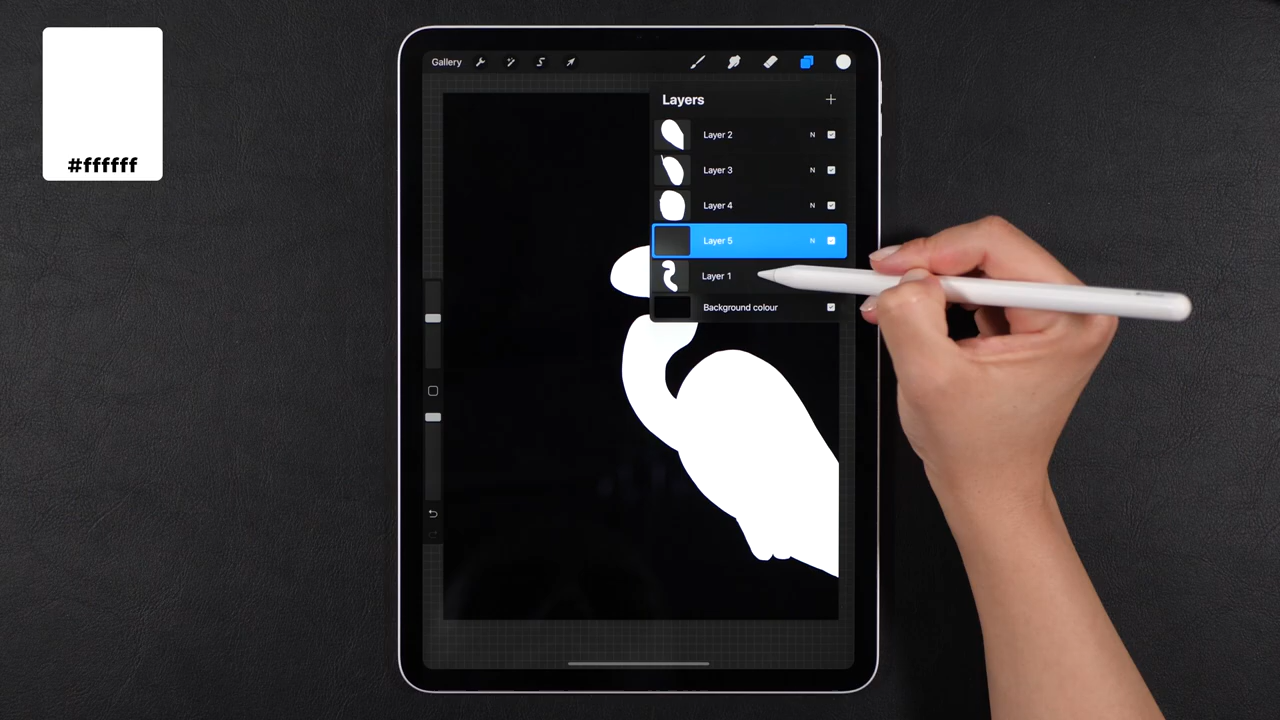 #ffffff
Gallery
Layers
Layer 2 N
Layer 3 N
Layer 4 N
Layer 5 N
Layer 1
Background colour